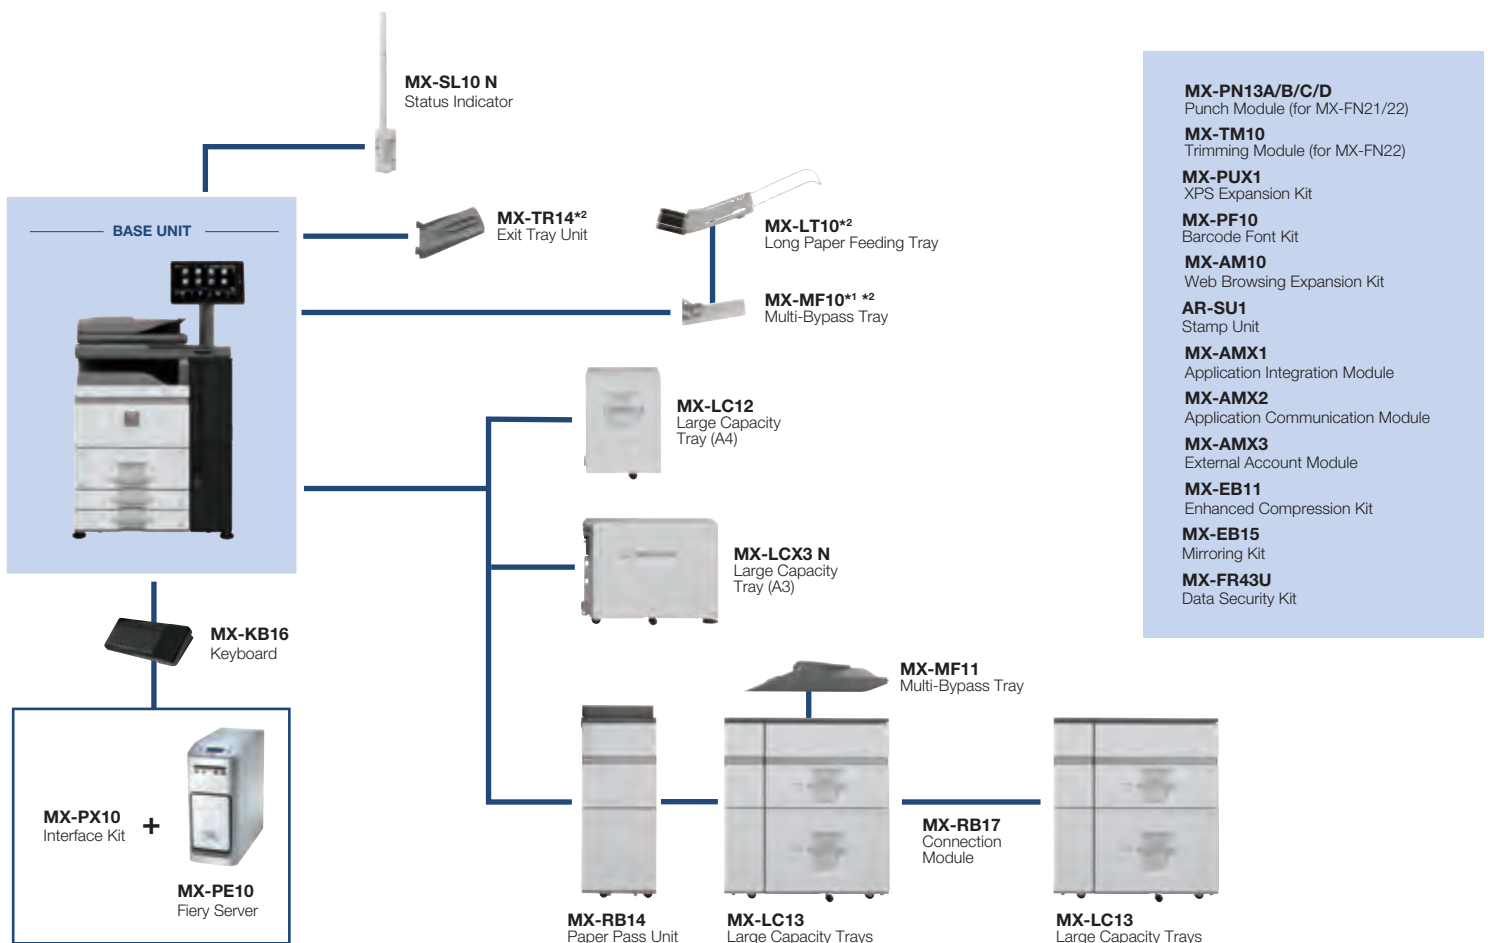 MX-SL10 N
Status Indicator
BASE UNIT
MX-TR14*2
Exit Tray Unit
MX-LT10*2
Long Paper Feeding Tray
MX-MF10*1 *2
Multi-Bypass Tray
MX-LC12
Large Capacity
Tray (A4)
MX-LCX3 N
Large Capacity
Tray (A3)
MX-KB16
Keyboard
MX-PX10
Interface Kit
+
MX-PE10
Fiery Server
MX-MF11
Multi-Bypass Tray
MX-RB17
Connection
Module
MX-RB14
Paper Pass Unit
MX-LC13
Large Capacity Trays
MX-LC13
Large Capacity Trays
MX-PN13A/B/C/D
Punch Module (for MX-FN21/22)
MX-TM10
Trimming Module (for MX-FN22)
MX-PUX1
XPS Expansion Kit
MX-PF10
Barcode Font Kit
MX-AM10
Web Browsing Expansion Kit
AR-SU1
Stamp Unit
MX-AMX1
Application Integration Module
MX-AMX2
Application Communication Module
MX-AMX3
External Account Module
MX-EB11
Enhanced Compression Kit
MX-EB15
Mirroring Kit
MX-FR43U
Data Security Kit